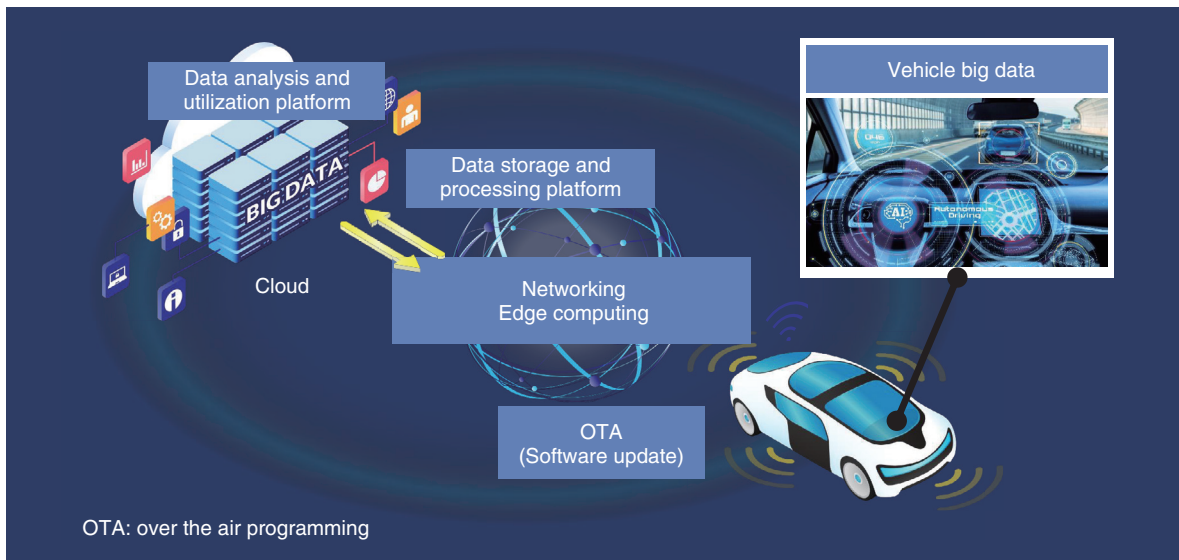 Data analysis and
utilization platform
Vehicle big data
Data storage and
processing platform
BIG DATA
AI
Autonomous
Driving
Cloud
Networking
Edge computing
OTA
(Software update)
OTA: over the air programming